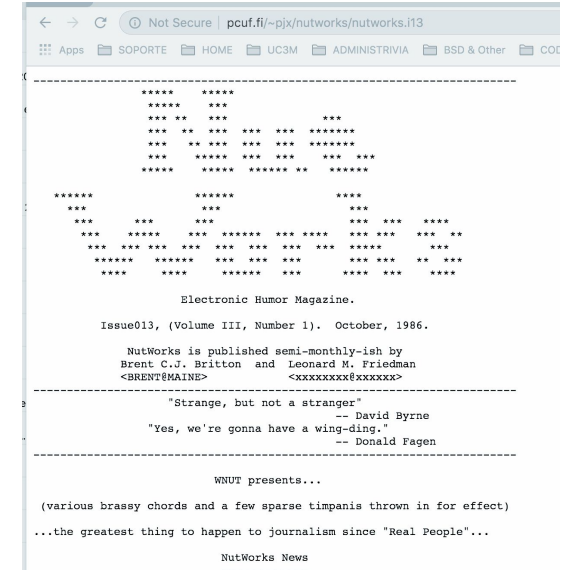 Not Secure | pcuf.fi/~pjx/nutworks/nutworks.i13
Apps SOPORTE HOME UC3M ADMINISTRIVIA BSD & Other COD
Nut
Works
Electronic Humor Magazine.
Issue013, (Volume III, Number 1). October, 1986.
NutWorks is published semi-monthly-ish by
Brent C.J. Britton and Leonard M. Friedman
<BRENT@MAINE> <xxxxxxxx@xxxxxx>
"Strange, but not a stranger"
-- David Byrne
"Yes, we're gonna have a wing-ding."
-- Donald Fagen
WNUT presents...
(various brassy chords and a few sparse timpanis thrown in for effect)
...the greatest thing to happen to journalism since "Real People"...
NutWorks News